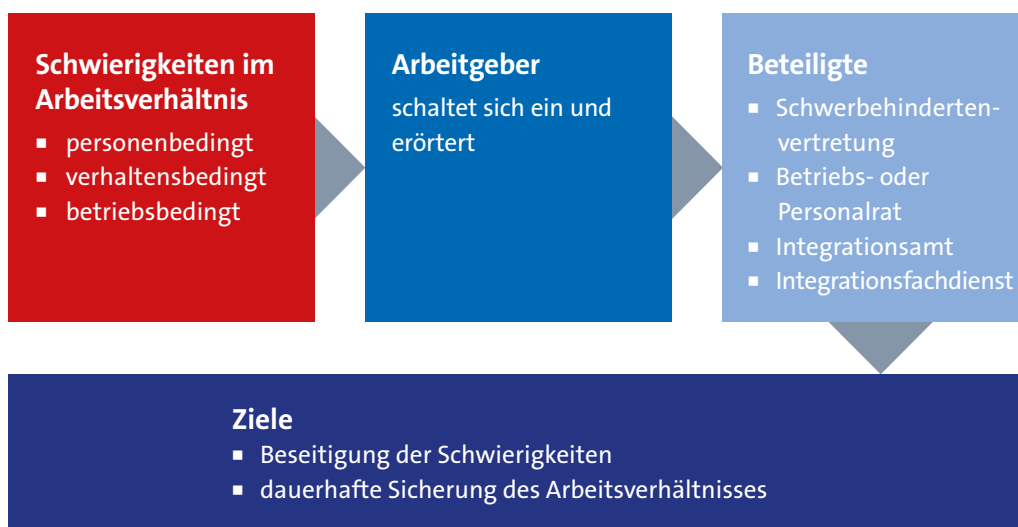 Schwierigkeiten im
Arbeitsverhältnis
▪ personenbedingt
▪ verhaltensbedingt
▪ betriebsbedingt
Arbeitgeber
schaltet sich ein und
erörtert
Beteiligte
▪ Schwerbehinderten-
vertretung
▪ Betriebs- oder
Personalrat
▪ Integrationsamt
▪ Integrationsfachdienst
Ziele
▪ Beseitigung der Schwierigkeiten
▪ dauerhafte Sicherung des Arbeitsverhältnisses